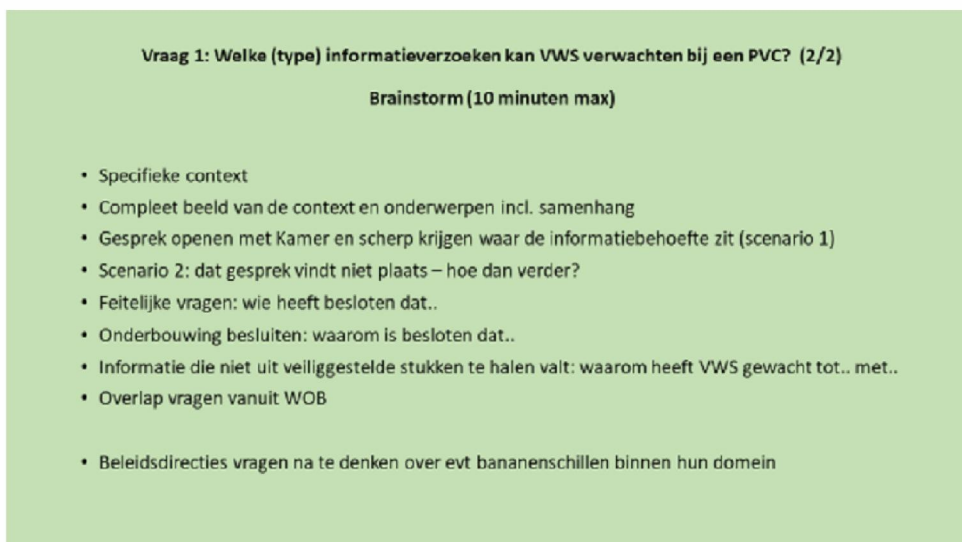 Vraag 1: Welke (type) informatieverzoeken kan VWS verwachten bij een PVC? (2/2)
Brainstorm (10 minuten max)
• Specifieke context
• Compleet beeld van de context en onderwerpen incl. samenhang
• Gesprek openen met Kamer en scherp krijgen waar de informatiebehoefte zit (scenario 1)
• Scenario 2: dat gesprek vindt niet plaats – hoe dan verder?
• Feitelijke vragen: wie heeft besloten dat..
• Onderbouwing besluiten: waarom is besloten dat..
• Informatie die niet uit veiliggestelde stukken te halen valt: waarom heeft VWS gewacht tot.. met..
• Overlap vragen vanuit WOB
• Beleidsdirecties vragen na te denken over evt bananenschillen binnen hun domein